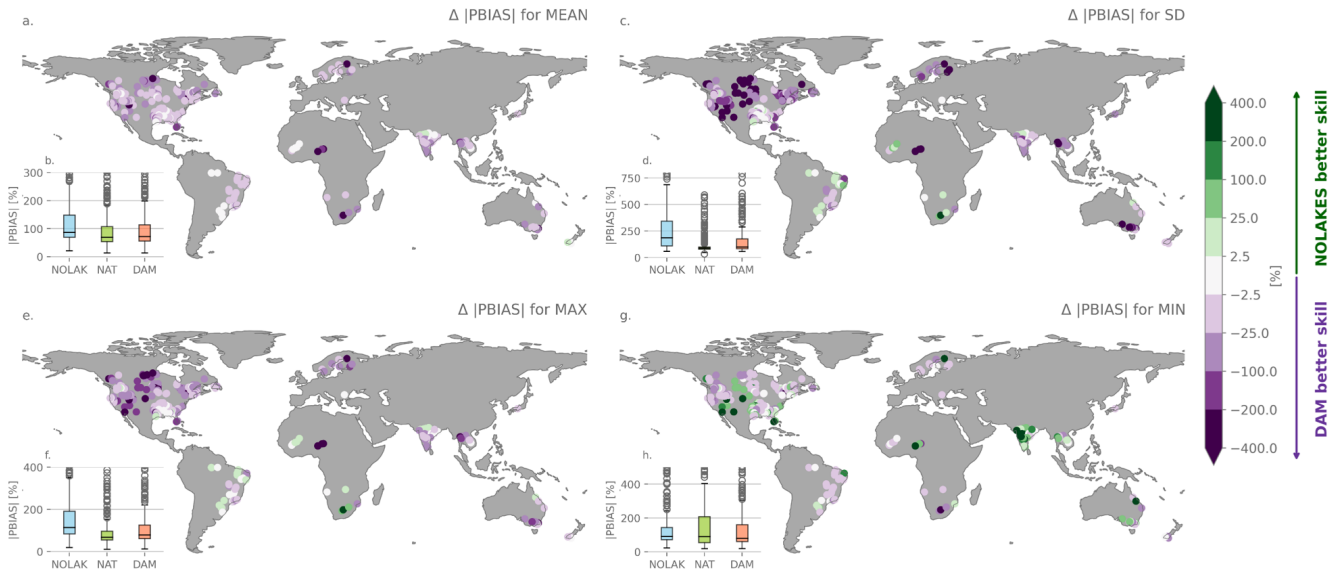 a.
Δ |PBIAS| for MEAN
c.
Δ |PBIAS| for SD
b.
|PBIAS| [%]
300
200
100
0
NOLAK NAT DAM
d.
|PBIAS| [%]
750
500
250
0
NOLAK NAT DAM
e.
Δ |PBIAS| for MAX
g.
Δ |PBIAS| for MIN
f.
|PBIAS| [%]
400
200
0
NOLAK NAT DAM
h.
|PBIAS| [%]
400
200
0
NOLAK NAT DAM
400.0
200.0
100.0
25.0
2.5
−2.5
−25.0
−100.0
−200.0
−400.0
[%]
NOLAKES better skill
DAM better skill